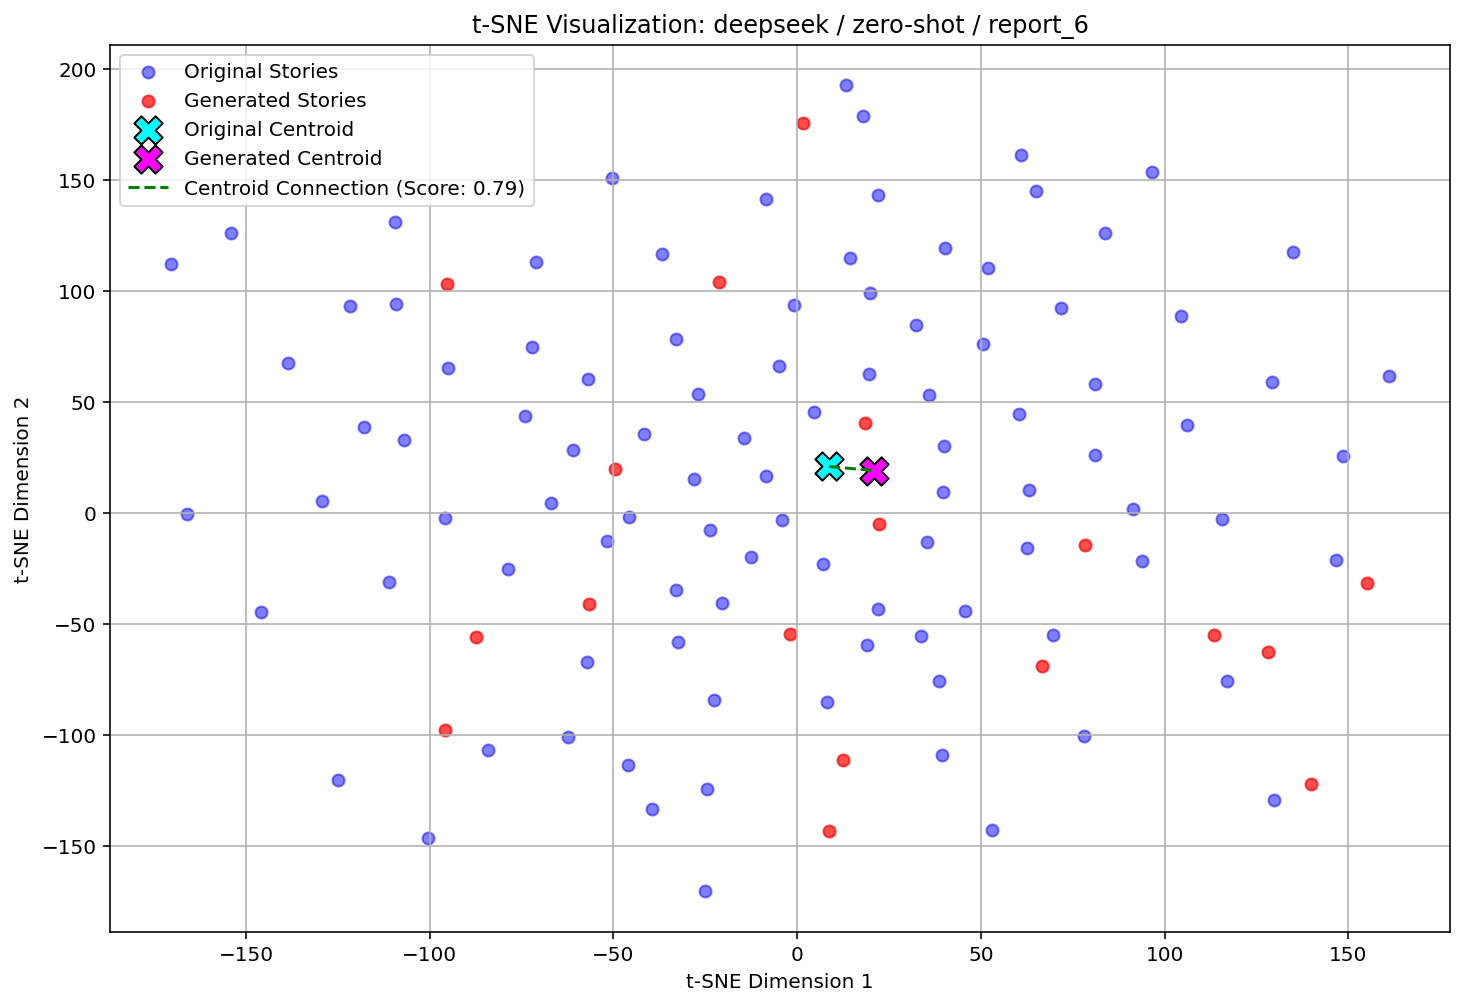 t-SNE Visualization: deepseek / zero-shot / report_6
Original Stories
Generated Stories
Original Centroid
Generated Centroid
Centroid Connection (Score: 0.79)
200
150
100
50
0
−50
−100
−150
t-SNE Dimension 2
−150
−100
−50
0
50
100
150
t-SNE Dimension 1